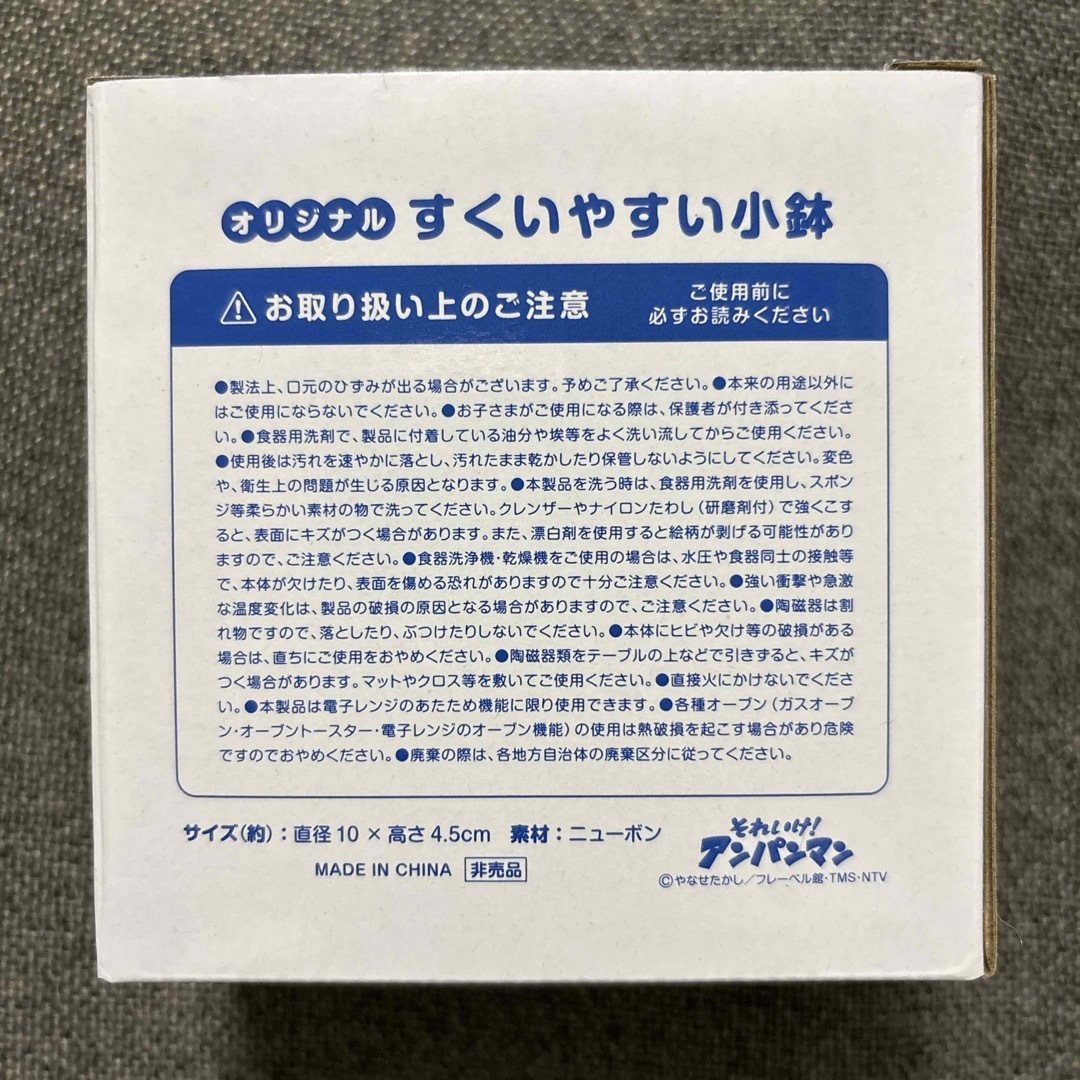 オリジナル すくいやすい小鉢
お取り扱い上のご注意 ご使用前に
必ずお読みください
●製法上、口元のひずみが出る場合がございます。予めご了承ください。●本来の用途以外に
はご使用にならないでください。●お子さまがご使用になる際は、保護者が付き添ってくださ
い。●食器用洗剤で、製品に付着している油分や埃等をよく洗い流してからご使用ください。
●使用後は汚れを速やかに落とし、汚れたまま乾かしたり保管しないようにしてください。変色
や、衛生上の問題が生じる原因となります。●本製品を洗う時は、食器用洗剤を使用し、スポン
ジ等柔らかい素材の物で洗ってください。クレンザーやナイロンたわし(研磨剤付)で強くこす
ると、表面にキズがつく場合があります。また、漂白剤を使用すると絵柄が剥げる可能性があり
ますので、ご注意ください。●食器洗浄機・乾燥機をご使用の場合は、水圧や食器同士の接触等
で、本体が欠けたり、表面を傷める恐れがありますので十分ご注意ください。●強い衝撃や急激
な温度変化は、製品の破損の原因となる場合がありますので、ご注意ください。●陶磁器は割
れ物ですので、落としたり、ぶつけたりしないでください。●本体にヒビや欠け等の破損がある
場合は、直ちにご使用をおやめください。●陶磁器類をテーブルの上などで引きずると、キズが
つく場合があります。マットやクロス等を敷いてご使用ください。●直接火にかけないでくださ
い。●本製品は電子レンジのあたため機能に限り使用できます。●各種オーブン(ガスオーブ
ン・オーブントースター・電子レンジのオーブン機能)の使用は熱破損を起こす場合があり危険
ですのでおやめください。●廃棄の際は、各地方自治体の廃棄区分に従ってください。
サイズ(約):直径10×高さ4.5cm 素材:ニューボン
MADE IN CHINA 非売品
それいけ!
アンパンマン
©やなせたかし/フレーベル館・TMS・NTV